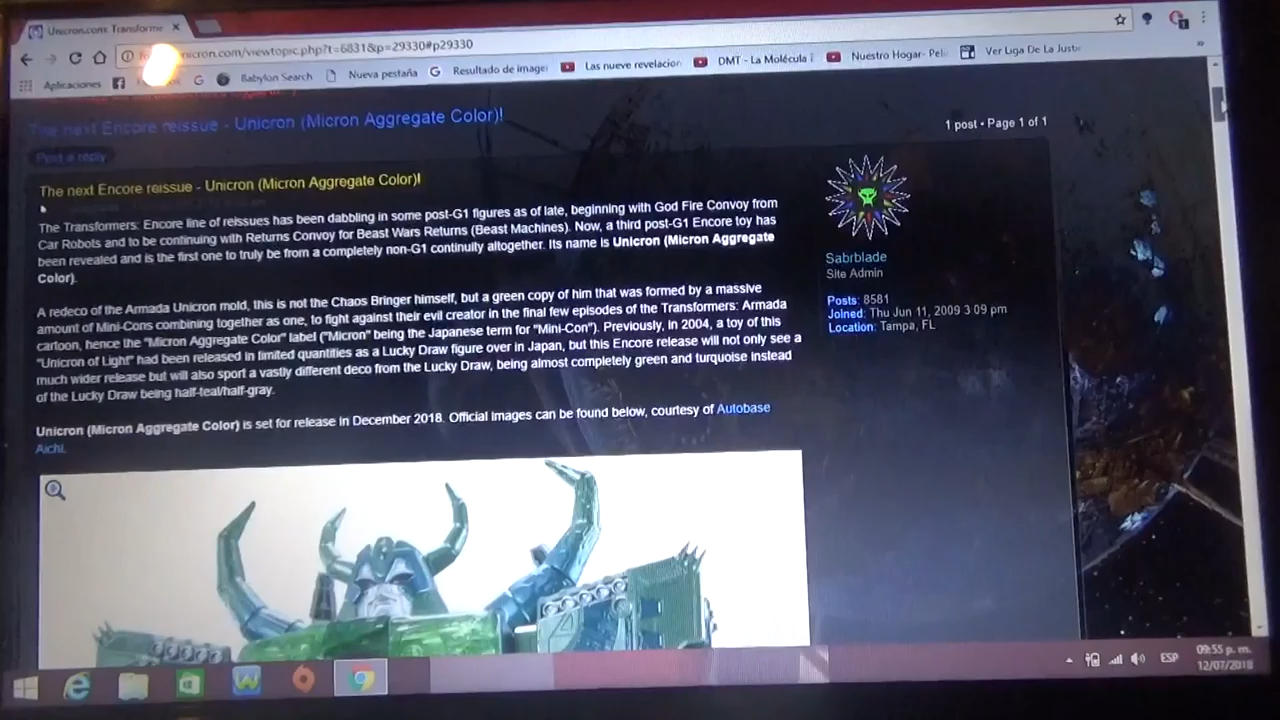 Unicron.com: Transforme
nicron.com/viewtopic.php?t=6831&p=29330#p29330
Aplicaciones
Babylon Search
Nueva pestaña
Resultado de image
Las nueve revelacion
DMT - La Molécula
Nuestro Hogar- Pel
Ver Liga De La Justi
The next Encore reissue - Unicron (Micron Aggregate Color)!
1 post • Page 1 of 1
Post a reply
The next Encore reissue - Unicron (Micron Aggregate Color)!
The Transformers: Encore line of reissues has been dabbling in some post-G1 figures as of late, beginning with God Fire Convoy from
Car Robots and to be continuing with Returns Convoy for Beast Wars Returns (Beast Machines). Now, a third post-G1 Encore toy has
been revealed and is the first one to truly be from a completely non-G1 continuity altogether. Its name is Unicron (Micron Aggregate
Color).
Sabrblade
Site Admin
Posts: 8581
Joined: Thu Jun 11, 2009 3:09 pm
Location: Tampa, FL
A redeco of the Armada Unicron mold, this is not the Chaos Bringer himself, but a green copy of him that was formed by a massive
amount of Mini-Cons combining together as one, to fight against their evil creator in the final few episodes of the Transformers: Armada
cartoon, hence the "Micron Aggregate Color" label ("Micron" being the Japanese term for "Mini-Con"). Previously, in 2004, a toy of this
"Unicron of Light" had been released in limited quantities as a Lucky Draw figure over in Japan, but this Encore release will not only see a
much wider release but will also sport a vastly different deco from the Lucky Draw, being almost completely green and turquoise instead
of the Lucky Draw being half-teal/half-gray.
Unicron (Micron Aggregate Color) is set for release in December 2018. Official images can be found below, courtesy of Autobase
Aichi.
ESP
09:55 p. m.
12/07/2018